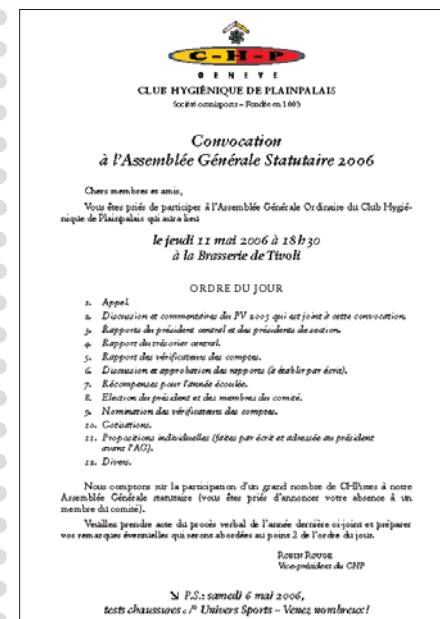 C-H-P
GENEVE
CLUB HYGIÉNIQUE DE PLAINPALAIS
Société omnisports – Fondée en
Convocation
à l'Assemblée Générale Statutaire 2006
Chers membres et amis,
Vous êtes priés de participer à l'Assemblée Générale Ordinaire du Club Hygié-
nique de Plainpalais qui aura lieu
le jeudi 11 mai 2006 à 18h30
à la Brasserie de Tivoli
ORDRE DU JOUR
1. Appel.
2. Discussion et commentaires du PV 2005 qui est joint à cette convocation.
3. Rapports du président central et des présidents de section.
4. Rapport du trésorier central.
5. Rapport des vérificateurs des comptes.
6. Discussion et approbation des rapports (à établir par écrit).
7. Récompenses pour l'année écoulée.
8. Election du président et des membres du comité.
9. Nomination des vérificateurs des comptes.
10. Cotisations.
11. Propositions individuelles (faites par écrit et adressée au président
avant l'AG).
12. Divers.
Nous comptons sur la participation d'un grand nombre de CHPistes à notre
Assemblée Générale statutaire (vous êtes priés d'annoncer votre absence à un
membre du comité).
Veuillez prendre acte du procès verbal de l'année dernière ci-joint et préparer
vos remarques éventuelles qui seront abordées au point 2 de l'ordre du jour.
ROBIN ROUGE
Vice-président du CHP
P.S.: samedi 6 mai 2006,
tests chaussures c/° Univers Sports – Venez nombreux!